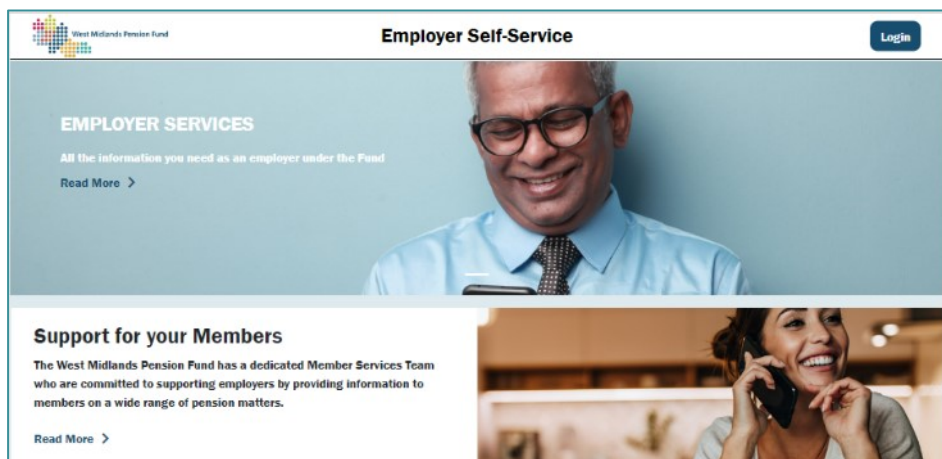 West Midlands Pension Fund
Employer Self-Service
Login
EMPLOYER SERVICES
All the information you need as an employer under the Fund
Read More
Support for your Members
The West Midlands Pension Fund has a dedicated Member Services Team
who are committed to supporting employers by providing information to
members on a wide range of pension matters.
Read More